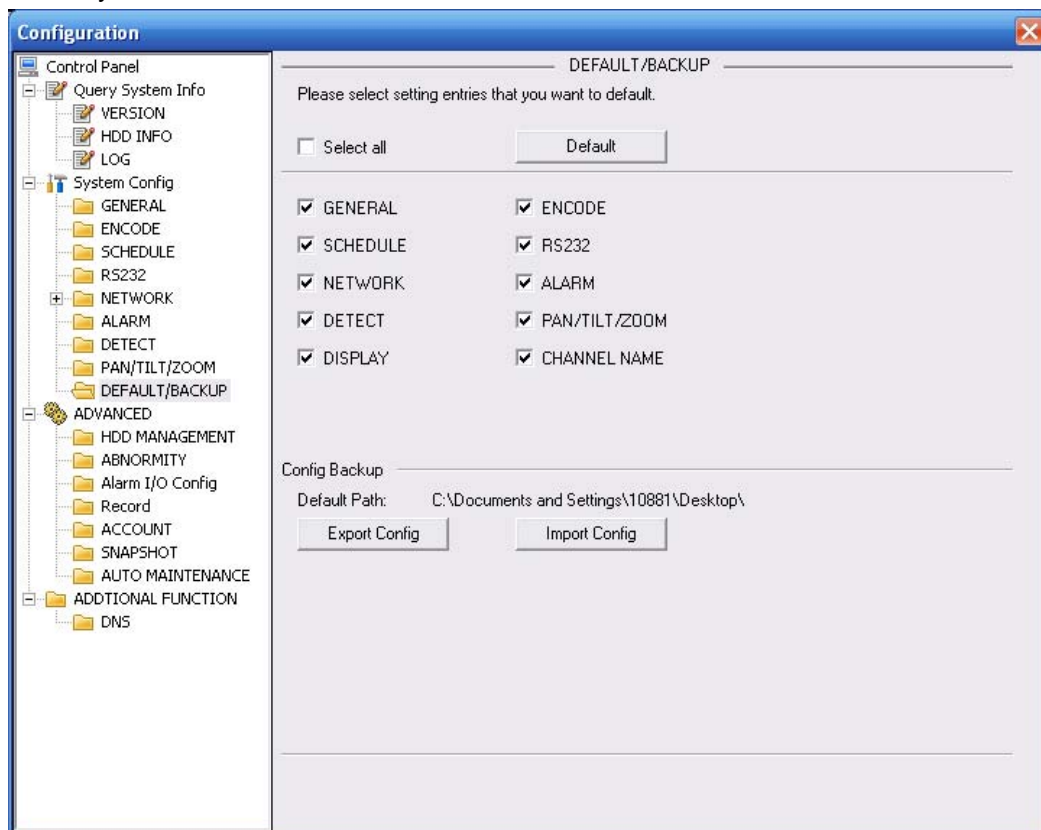 Configuration
Control Panel
Query System Info
VERSION
HDD INFO
LOG
System Config
GENERAL
ENCODE
SCHEDULE
RS232
NETWORK
ALARM
DETECT
PAN/TILT/ZOOM
DEFAULT/BACKUP
ADVANCED
HDD MANAGEMENT
ABNORMITY
Alarm I/O Config
Record
ACCOUNT
SNAPSHOT
AUTO MAINTENANCE
ADDTIONAL FUNCTION
DNS
DEFAULT/BACKUP
Please select setting entries that you want to default.
Select all Default
GENERAL ENCODE
SCHEDULE RS232
NETWORK ALARM
DETECT PAN/TILT/ZOOM
DISPLAY CHANNEL NAME
Config Backup
Default Path: C:\Documents and Settings\10881\Desktop\
Export Config Import Config